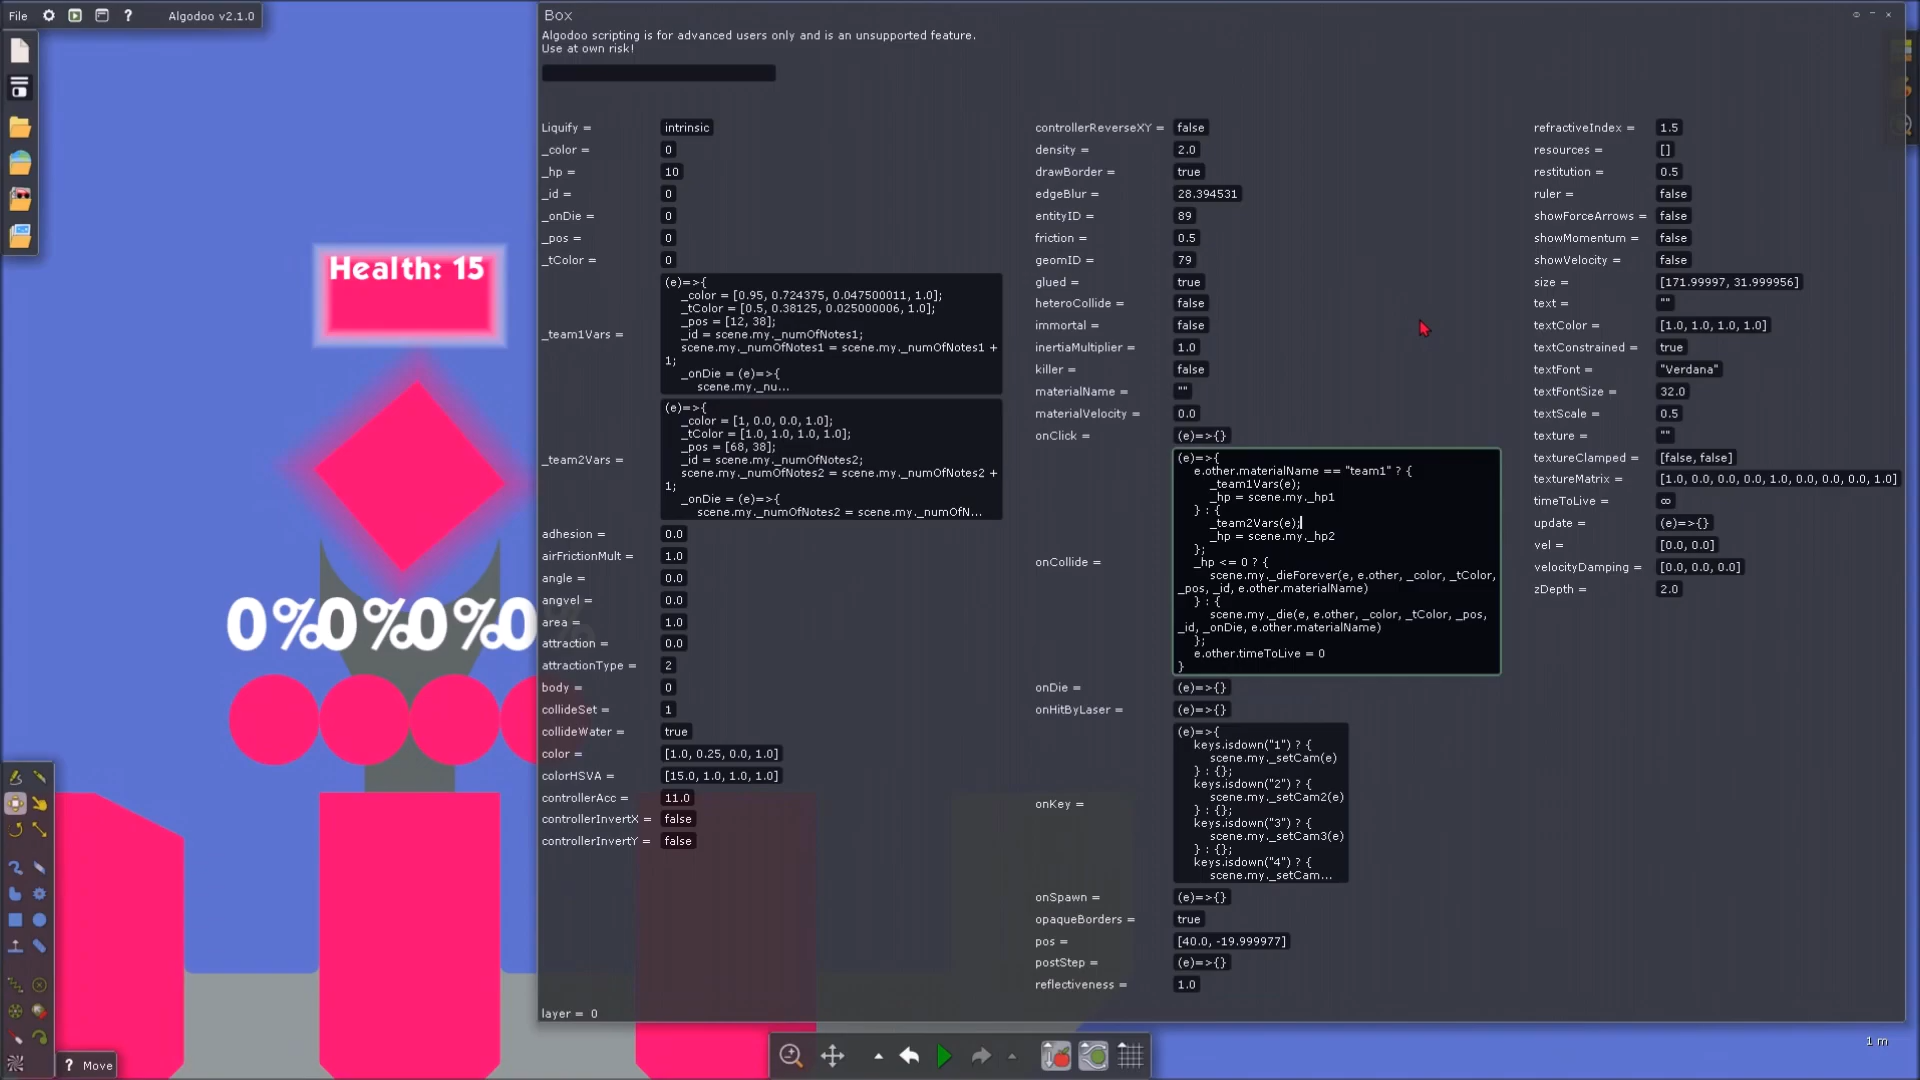 File ? Algodoo v2.1.0
Box
Algodoo scripting is for advanced users only and is an unsupported feature.
Use at own risk!
Health: 15
0%0%0%0%
Liquify = intrinsic
_color = 0
_hp = 10
_id = 0
_onDie = 0
_pos = 0
_tColor = 0
_team1Vars =
(e)=>{
_color = [0.95, 0.724375, 0.047500011, 1.0];
_tColor = [0.5, 0.38125, 0.025000006, 1.0];
_pos = [12, 38];
_id = scene.my._numOfNotes1;
scene.my._numOfNotes1 = scene.my._numOfNotes1 +
1;
_onDie = (e)=>{
scene.my._nu...
_team2Vars =
(e)=>{
_color = [1, 0.0, 0.0, 1.0];
_tColor = [1.0, 1.0, 1.0, 1.0];
_pos = [68, 38];
_id = scene.my._numOfNotes2;
scene.my._numOfNotes2 = scene.my._numOfNotes2 +
1;
_onDie = (e)=>{
scene.my._numOfNotes2 = scene.my._numOfN...
adhesion = 0.0
airFrictionMult = 1.0
angle = 0.0
angvel = 0.0
area = 1.0
attraction = 0.0
attractionType = 2
body = 0
collideSet = 1
collideWater = true
color = [1.0, 0.25, 0.0, 1.0]
colorHSVA = [15.0, 1.0, 1.0, 1.0]
controllerAcc = 11.0
controllerInvertX = false
controllerInvertY = false
layer = 0
controllerReverseXY = false
density = 2.0
drawBorder = true
edgeBlur = 28.394531
entityID = 89
friction = 0.5
geomID = 79
glued = true
heteroCollide = false
immortal = false
inertiaMultiplier = 1.0
killer = false
materialName = ""
materialVelocity = 0.0
onClick = (e)=>{}
onCollide =
(e)=>{
e.other.materialName == "team1" ? {
_team1Vars(e);
_hp = scene.my._hp1
} : {
_team2Vars(e);
_hp = scene.my._hp2
};
_hp <= 0 ? {
scene.my._dieForever(e, e.other, _color, _tColor,
_pos, _id, e.other.materialName)
} : {
scene.my._die(e, e.other, _color, _tColor, _pos,
_id, _onDie, e.other.materialName)
};
e.other.timeToLive = 0
}
onDie = (e)=>{}
onHitByLaser = (e)=>{}
onKey =
(e)=>{
keys.isdown("1") ? {
scene.my._setCam(e)
} : {};
keys.isdown("2") ? {
scene.my._setCam2(e)
} : {};
keys.isdown("3") ? {
scene.my._setCam3(e)
} : {};
keys.isdown("4") ? {
scene.my._setCam...
onSpawn = (e)=>{}
opaqueBorders = true
pos = [40.0, -19.999977]
postStep = (e)=>{}
reflectiveness = 1.0
refractiveIndex = 1.5
resources = []
restitution = 0.5
ruler = false
showForceArrows = false
showMomentum = false
showVelocity = false
size = [171.99997, 31.999956]
text = ""
textColor = [1.0, 1.0, 1.0, 1.0]
textConstrained = true
textFont = "Verdana"
textFontSize = 32.0
textScale = 0.5
texture = ""
textureClamped = [false, false]
textureMatrix = [1.0, 0.0, 0.0, 0.0, 1.0, 0.0, 0.0, 0.0, 1.0]
timeToLive = ∞
update = (e)=>{}
vel = [0.0, 0.0]
velocityDamping = [0.0, 0.0, 0.0]
zDepth = 2.0
? Move
1 m